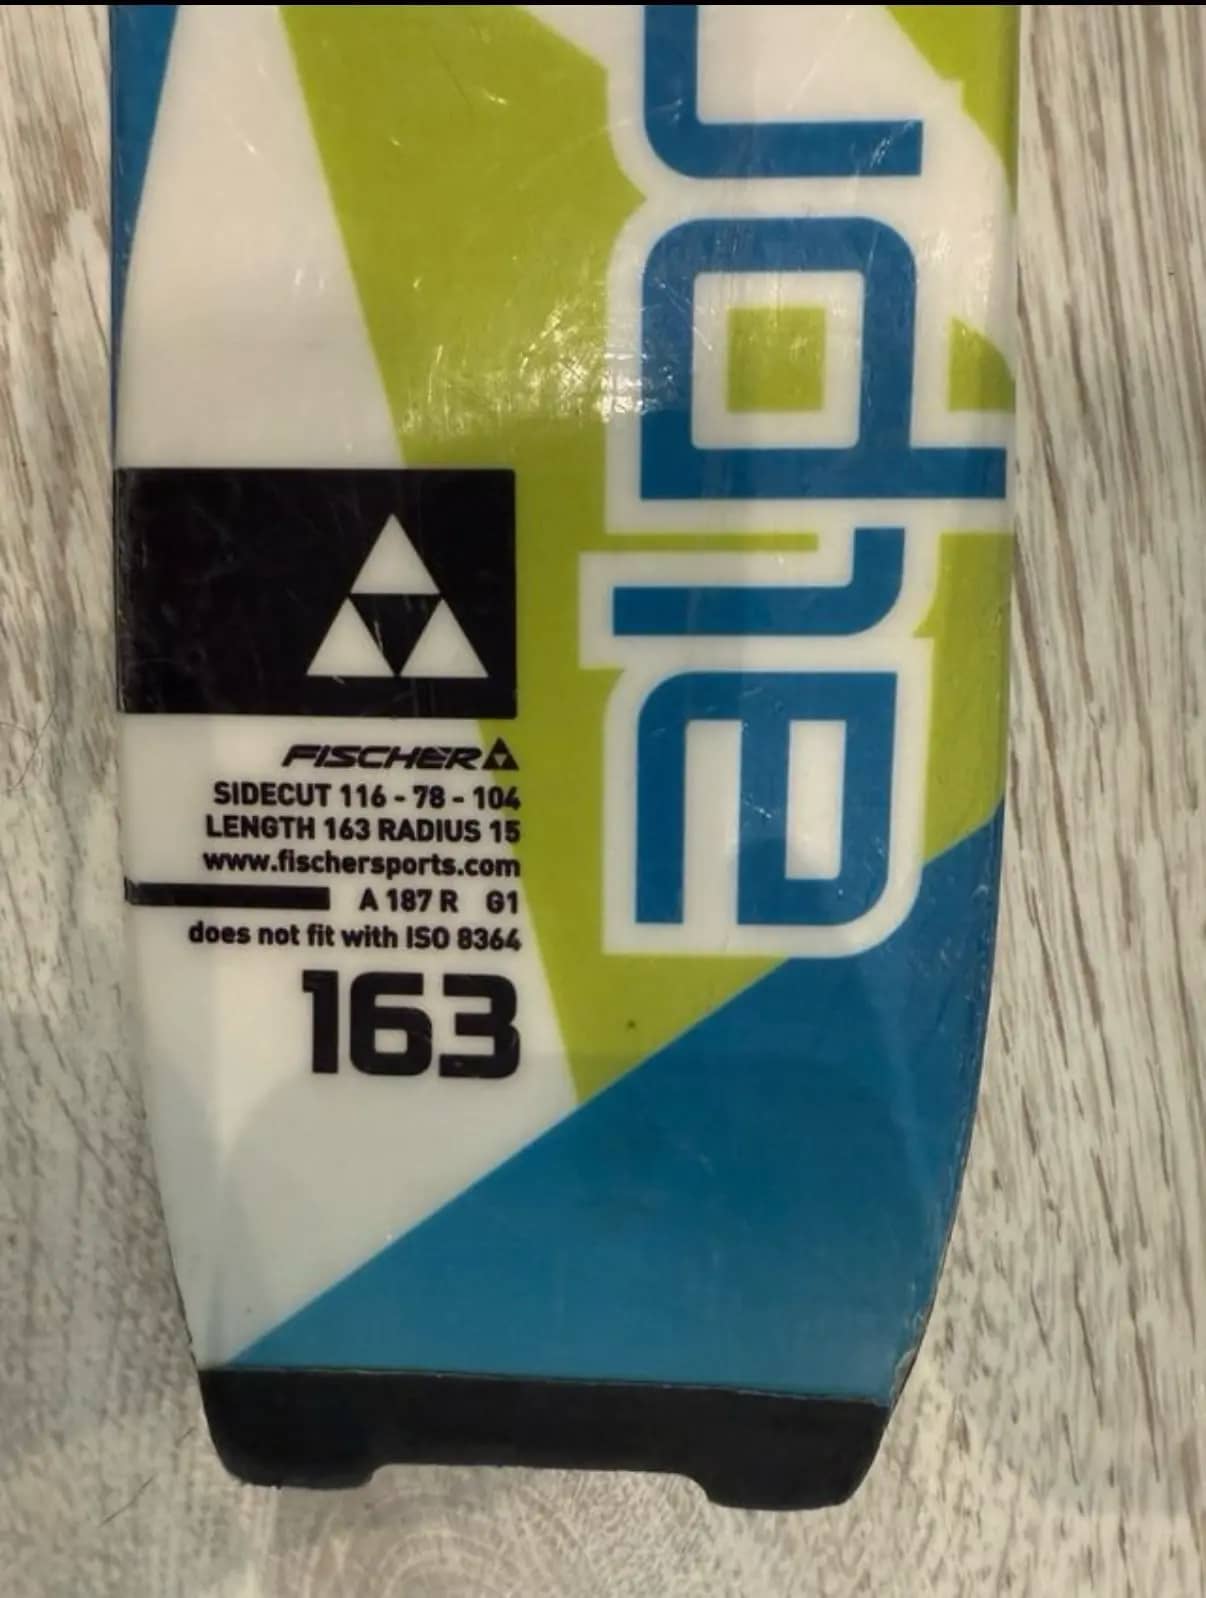 FISCHER
SIDECUT 116 - 78 - 104
LENGTH 163 RADIUS 15
www.fischersports.com
A 187 R G1
does not fit with ISO 8364
163